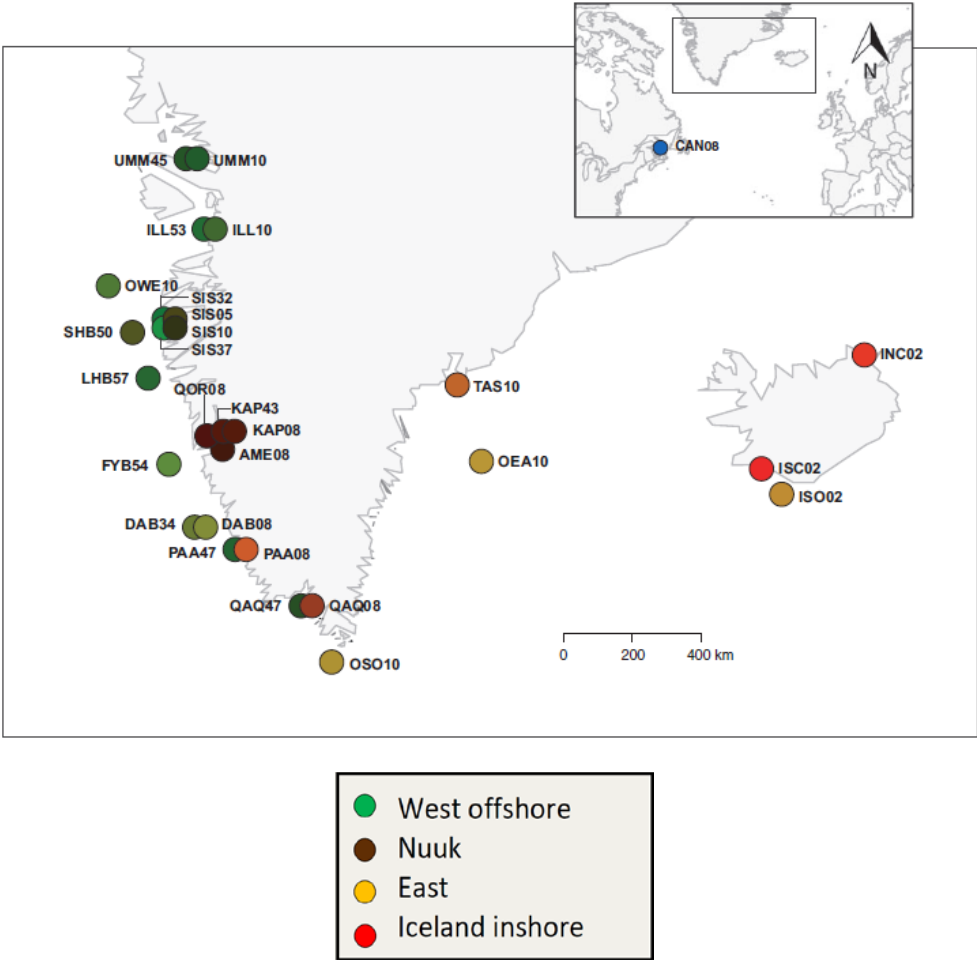 N
CAN08
UMM45 UMM10
ILL53 ILL10
OWE10
SIS32
SIS05
SHB50 SIS10
SIS37
INC02
LHB57 TAS10
QOR08
KAP43
KAP08
AME08
FYB54 OEA10
ISC02
ISO02
DAB34 DAB08
PAA47 PAA08
QAQ47 QAQ08
0 200 400 km
OSO10
West offshore
Nuuk
East
Iceland inshore